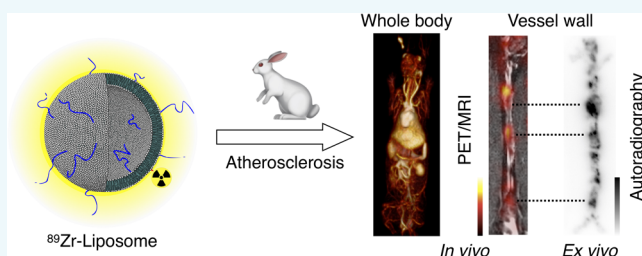 Whole body
Vessel wall
Atherosclerosis
⁸⁹Zr-Liposome
PET/MRI
Autoradiography
In vivo
Ex vivo